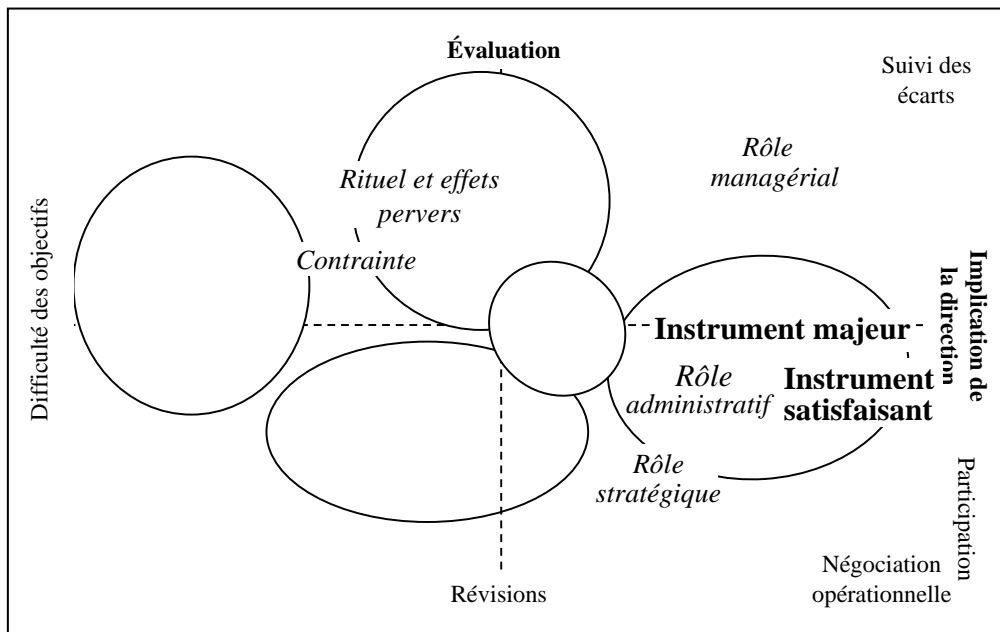 Évaluation
Suivi des
écarts
Rôle
managérial
Rituel et effets
pervers
Contrainte
Difficulté des objectifs
Implication de
la direction
Instrument majeur
Rôle
administratif
Instrument
satisfaisant
Rôle
stratégique
Participation
Négociation
opérationnelle
Révisions